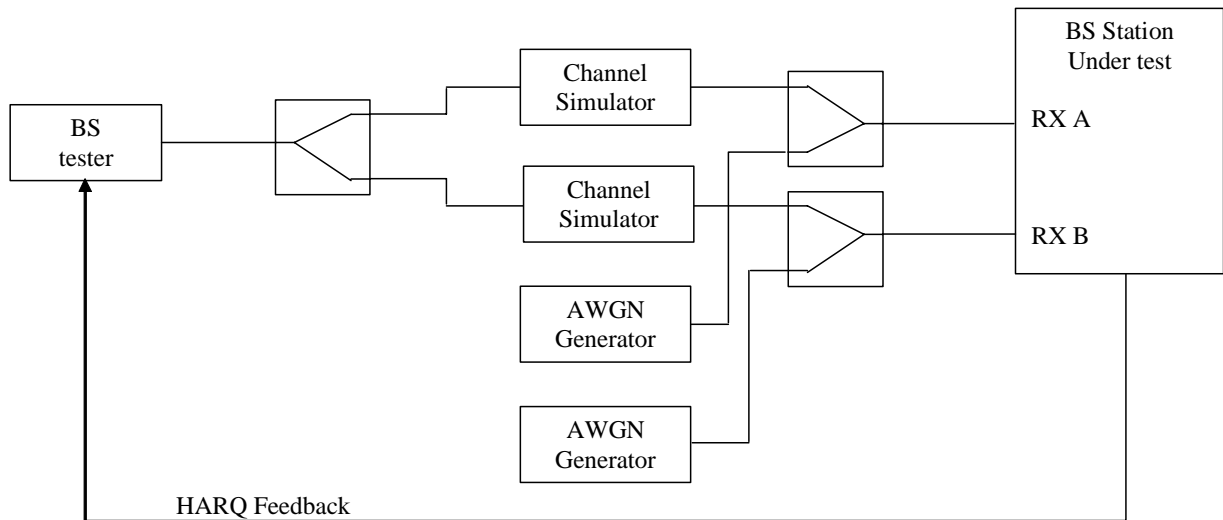 BS Station
Under test
Channel
Simulator
BS
tester
RX A
Channel
Simulator
RX B
AWGN
Generator
AWGN
Generator
HARQ Feedback